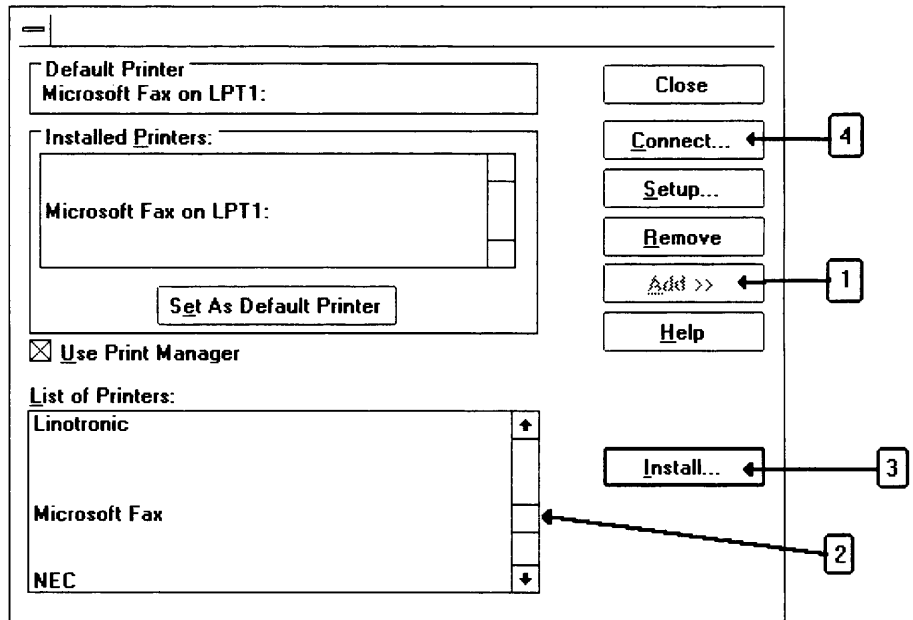 Default Printer
Microsoft Fax on LPT1:
Installed Printers:
Microsoft Fax on LPT1:
Set As Default Printer
Use Print Manager
List of Printers:
Linotronic
Microsoft Fax
NEC
Close
Connect...
Setup...
Remove
Add >>
Help
Install...
4
1
3
2